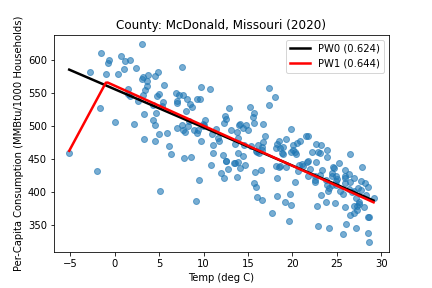 County: McDonald, Missouri (2020)
PW0 (0.624)
PW1 (0.644)
Per-Capita Consumption (MMBtu/1000 Households)
600
550
500
450
400
350
−5
0
5
10
15
20
25
30
Temp (deg C)